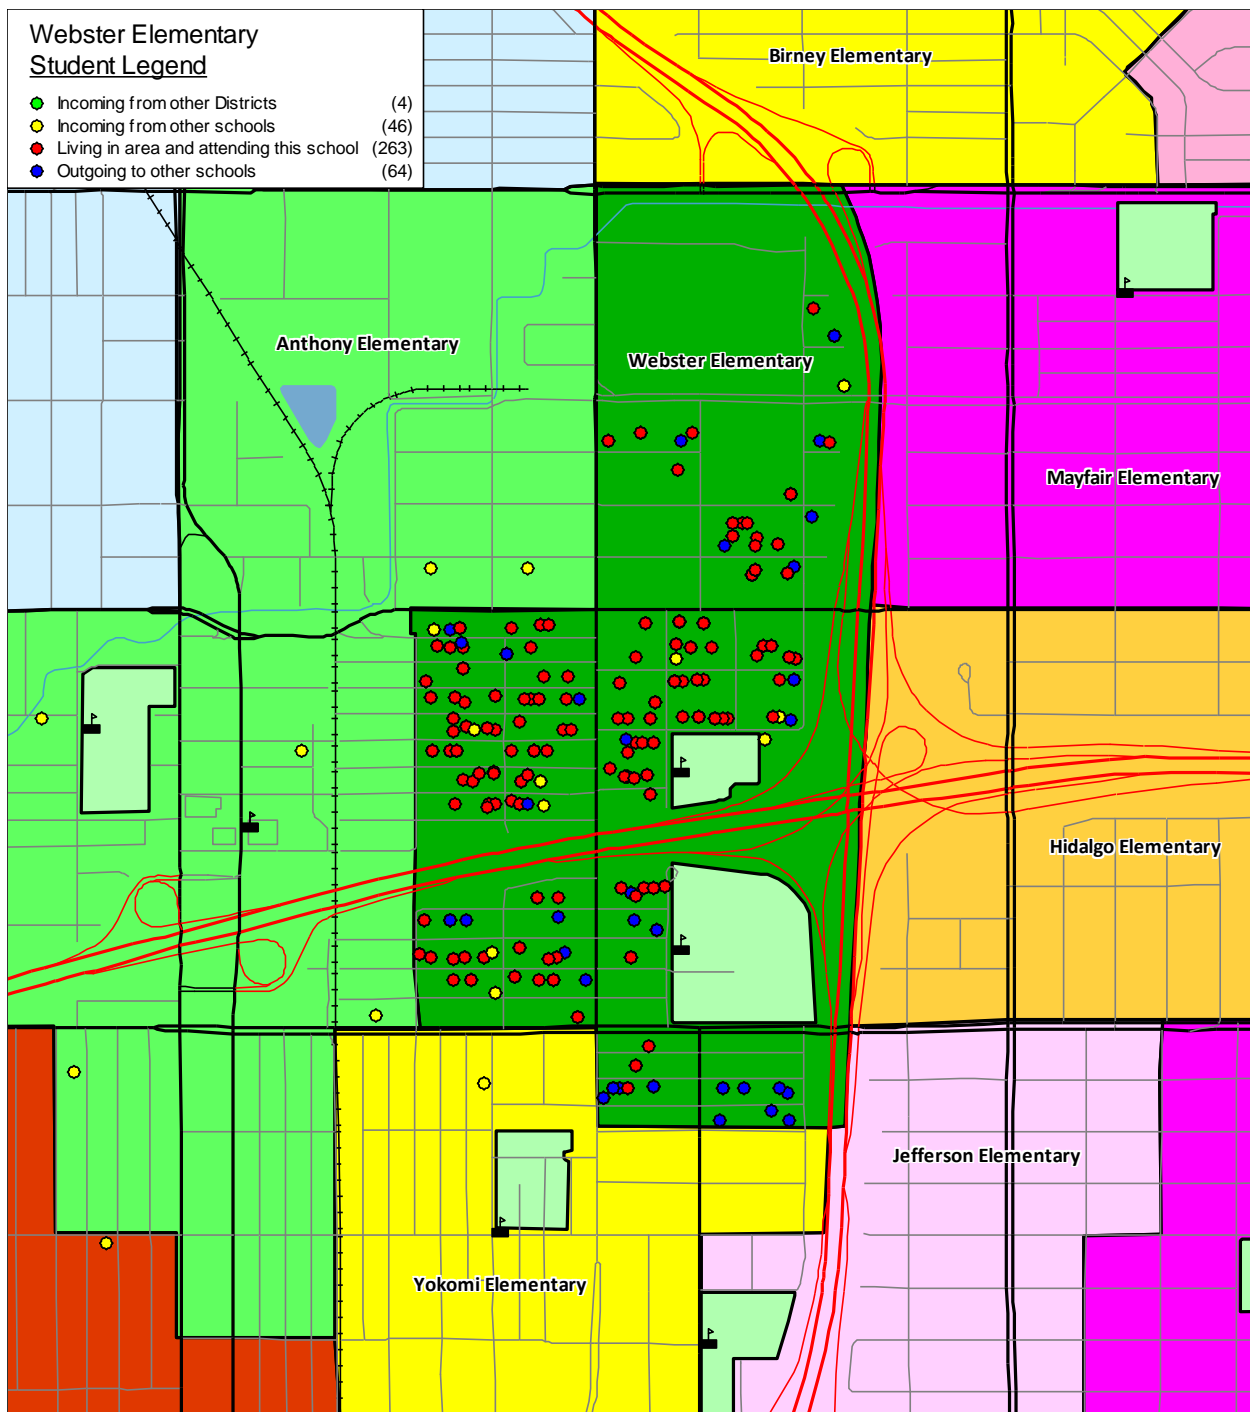 Webster Elementary
Student Legend
Incoming from other Districts (4)
Incoming from other schools (46)
Living in area and attending this school (263)
Outgoing to other schools (64)
Birney Elementary
Anthony Elementary
Webster Elementary
Mayfair Elementary
Hidalgo Elementary
Jefferson Elementary
Yokomi Elementary